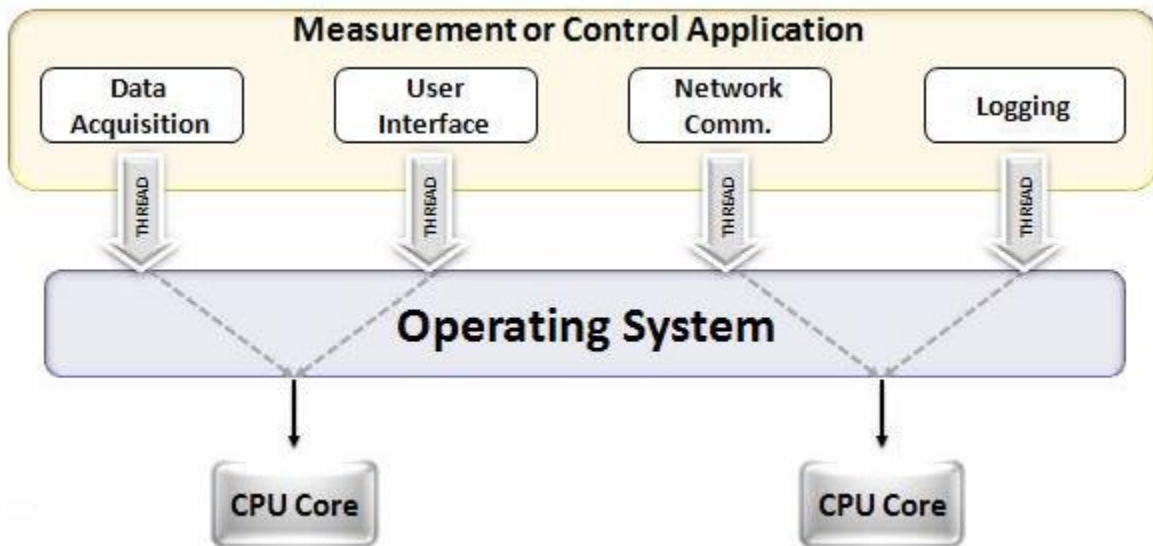 Measurement or Control Application
Data
Acquisition
User
Interface
Network
Comm.
Logging
THREAD
THREAD
THREAD
THREAD
Operating System
CPU Core
CPU Core